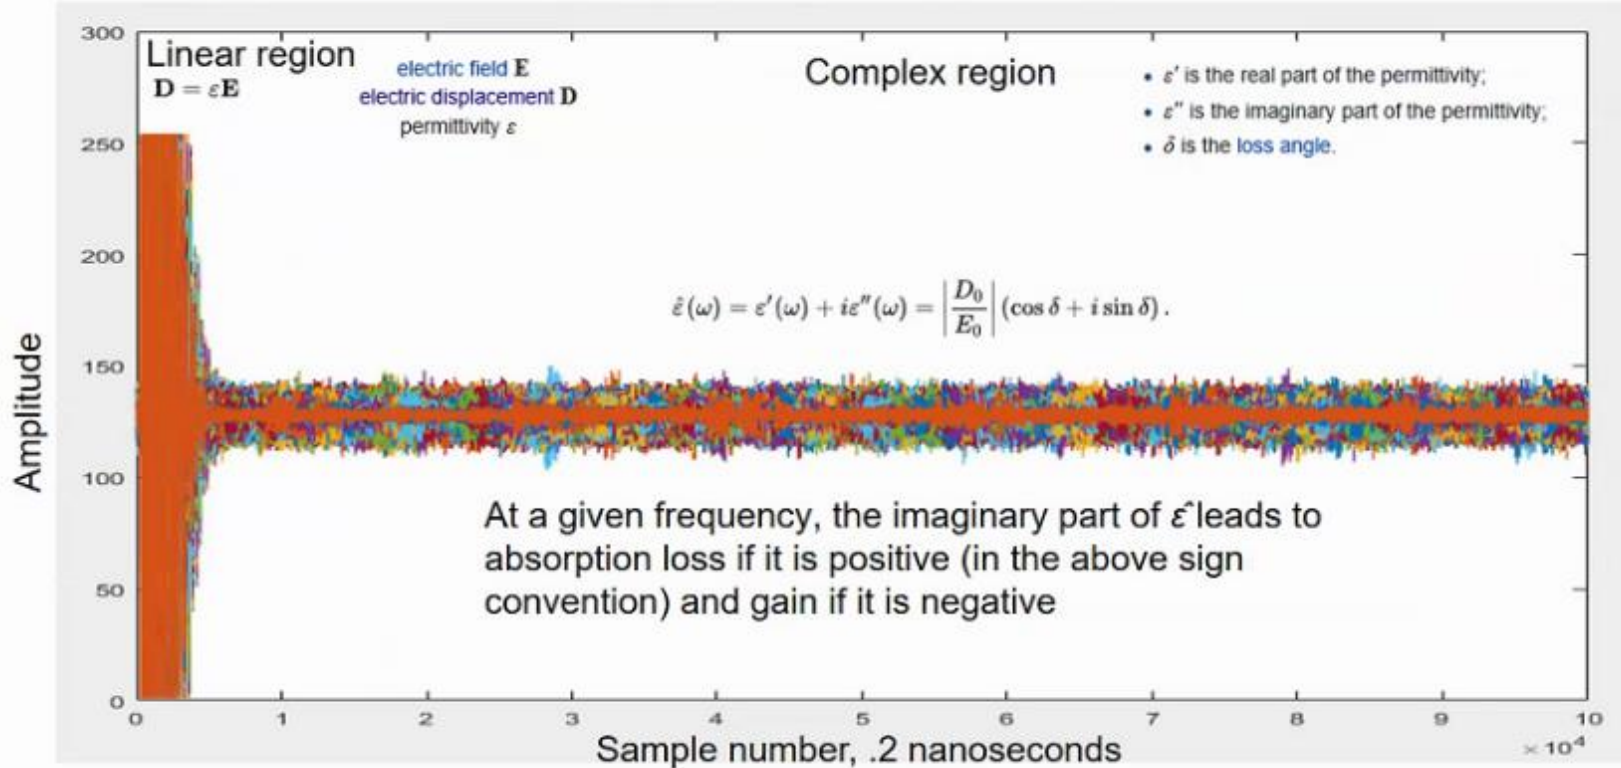 300
Linear region
D = εE
electric field E
electric displacement D
permittivity ε
Complex region
• ε′ is the real part of the permittivity;
• ε″ is the imaginary part of the permittivity;
• δ is the loss angle.
250
200
ε̂(ω) = ε′(ω) + iε″(ω) = |D₀/E₀| (cos δ + i sin δ) .
150
Amplitude
100
At a given frequency, the imaginary part of ε̂ leads to
absorption loss if it is positive (in the above sign
convention) and gain if it is negative
50
0
0 1 2 3 4 5 6 7 8 9 10
Sample number, .2 nanoseconds
× 10⁴